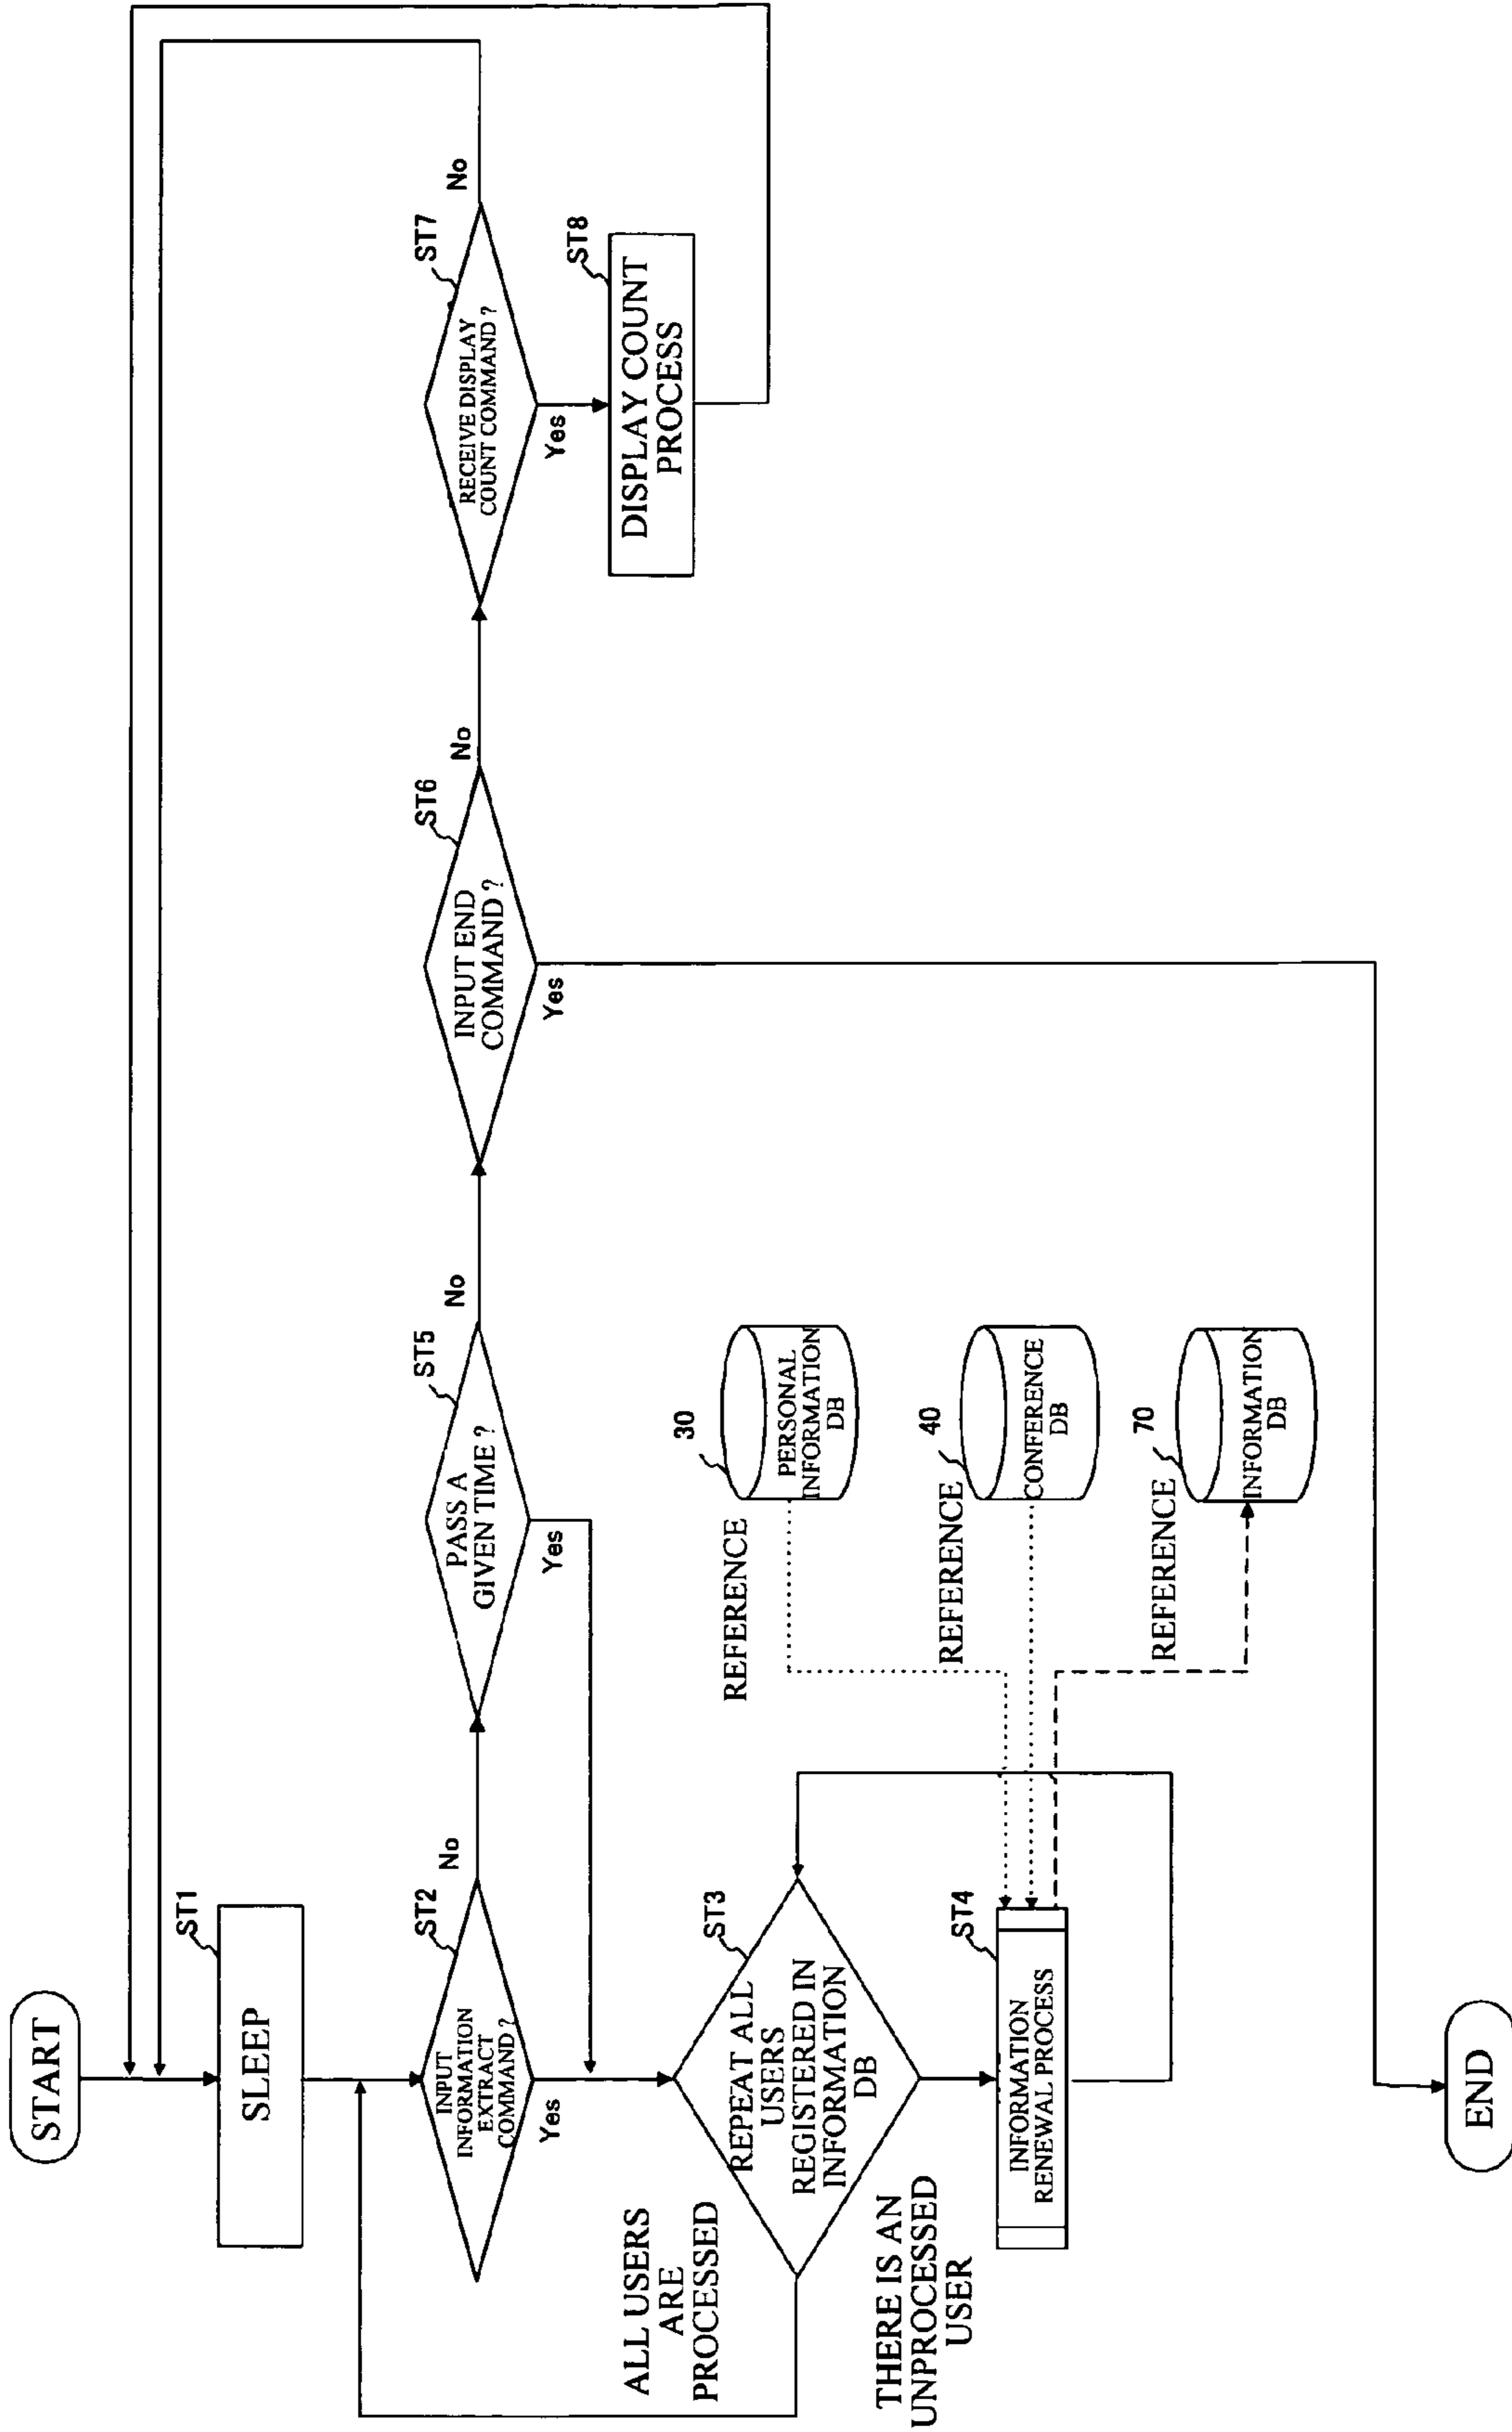 START
ST1
SLEEP
ST2
INPUT
INFORMATION
EXTRACT
COMMAND ?
No
Yes
ST5
PASS A
GIVEN TIME ?
No
Yes
ST6
INPUT END
COMMAND ?
No
Yes
ST7
RECEIVE DISPLAY
COUNT COMMAND ?
No
Yes
ST8
DISPLAY COUNT
PROCESS
ST3
REPEAT ALL
USERS
REGISTERED IN
INFORMATION
DB
ALL USERS
ARE
PROCESSED
THERE IS AN
UNPROCESSED
USER
ST4
INFORMATION
RENEWAL PROCESS
REFERENCE
30
PERSONAL
INFORMATION
DB
REFERENCE
40
CONFERENCE
DB
REFERENCE
70
INFORMATION
DB
END